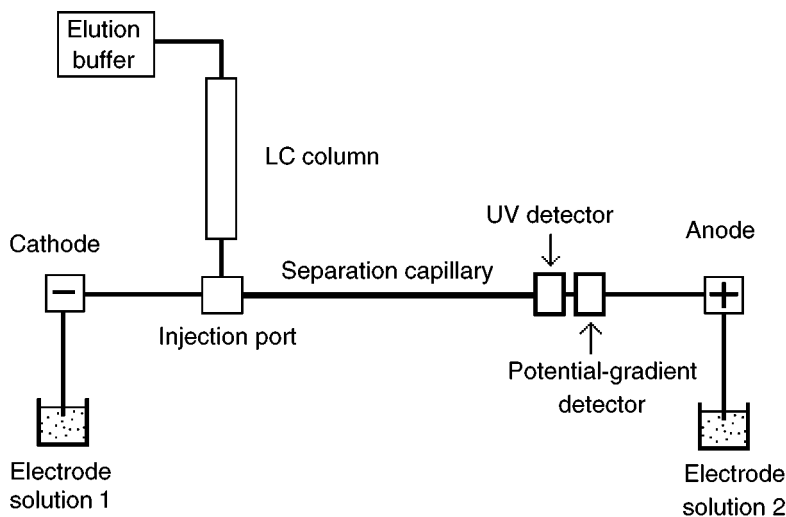 Elution
buffer
LC column
UV detector
Cathode
Anode
Separation capillary
−
+
Injection port
Potential-gradient
detector
Electrode
solution 1
Electrode
solution 2